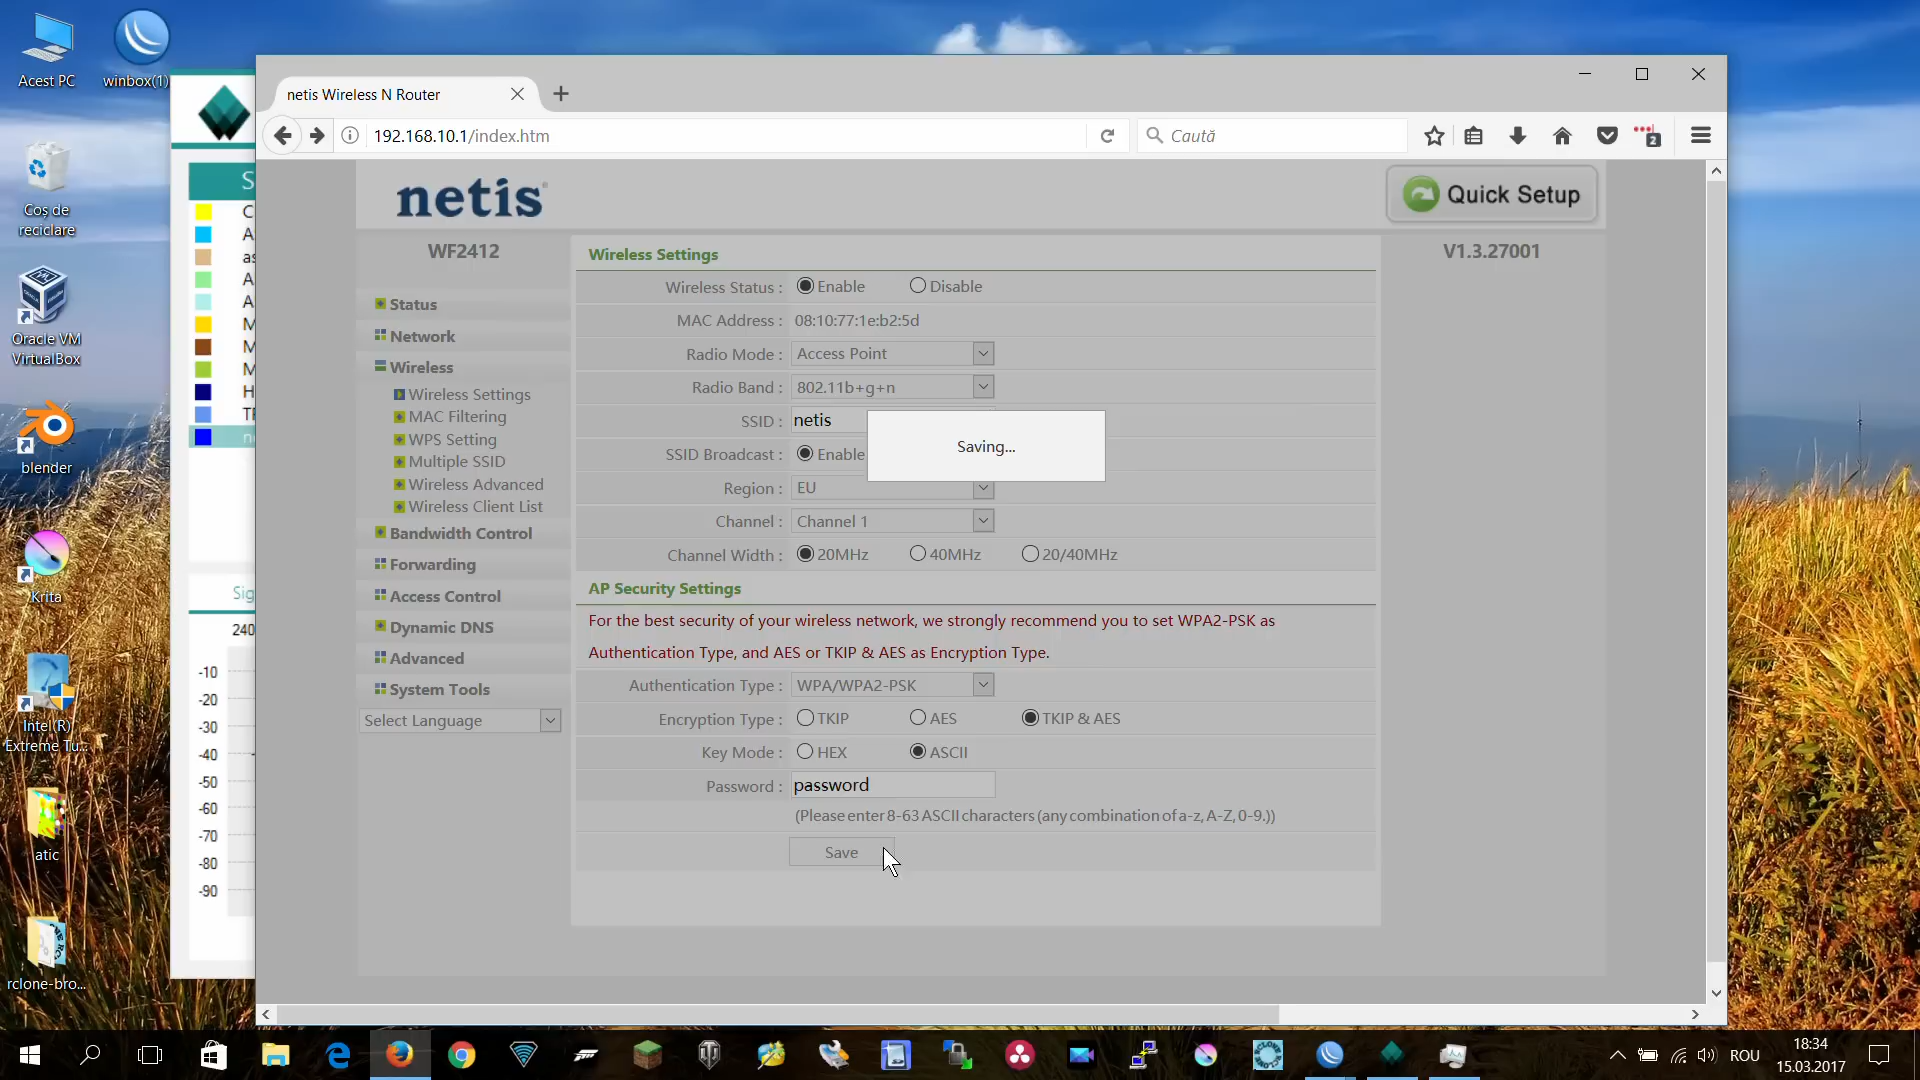 Acest PC
winbox(1)
Coș de
reciclare
Oracle VM
VirtualBox
blender
Krita
Intel (R)
Extreme Tu...
atic
rclone-bro...
S
C
A
as
A
A
M
M
M
H
TF
n
Sig
240
-10
-20
-30
-40
-50
-60
-70
-80
-90
netis Wireless N Router
192.168.10.1/index.htm
Caută
2
netis
Quick Setup
WF2412
V1.3.27001
Status
Network
Wireless
Wireless Settings
MAC Filtering
WPS Setting
Multiple SSID
Wireless Advanced
Wireless Client List
Bandwidth Control
Forwarding
Access Control
Dynamic DNS
Advanced
System Tools
Select Language
Wireless Settings
Wireless Status : Enable Disable
MAC Address : 08:10:77:1e:b2:5d
Radio Mode : Access Point
Radio Band : 802.11b+g+n
SSID : netis
Saving...
SSID Broadcast : Enable
Region : EU
Channel : Channel 1
Channel Width : 20MHz 40MHz 20/40MHz
AP Security Settings
For the best security of your wireless network, we strongly recommend you to set WPA2-PSK as
Authentication Type, and AES or TKIP & AES as Encryption Type.
Authentication Type : WPA/WPA2-PSK
Encryption Type : TKIP AES TKIP & AES
Key Mode : HEX ASCII
Password : password
(Please enter 8-63 ASCII characters (any combination of a-z, A-Z, 0-9.))
Save
ROU
18:34
15.03.2017